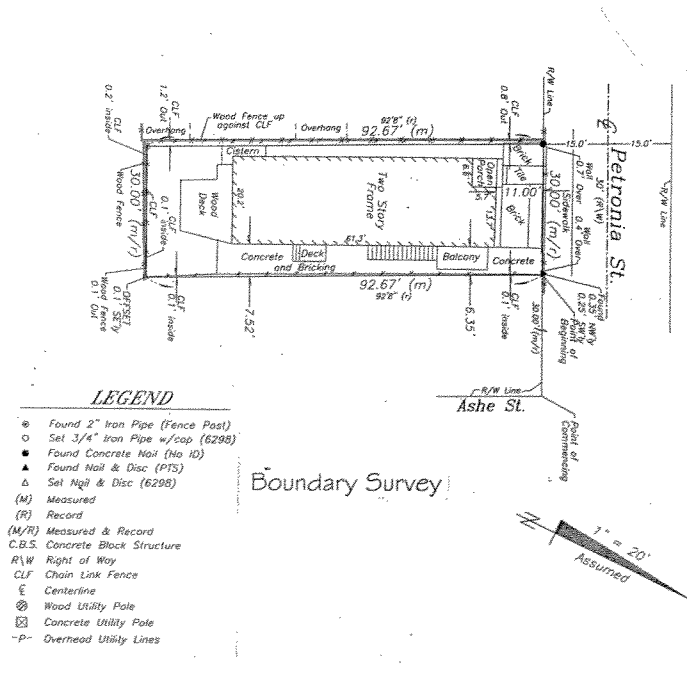 R/W Line
CLF
0.2' inside
CLF
1.2' Out
Overhang
Wood Fence up
against CLF
Overhang
92'8" (r)
92.67' (m)
CLF
0.8' Out
15.0'
15.0'
℄ Petronia St.
30' (R\W)
R/W Line
Wall
0.7' Over
Wall
0.4' Over
Sidewalk
30.00' (m/r)
Brick
Tile
Brick
11.00'
Open
Porch
6.8'
13.7'
Cistern
Two Story
Frame
20.2'
61.3'
Wood
Deck
CLF
0.1' inside
CLF
30.00' (m/r)
Wood Fence
Concrete
and Bricking
Deck
Balcony
Concrete
92.67' (m)
92'8" (r)
OFFSET
0.1' SE'ly
Wood Fence
0.1' Out
0.1' inside
7.52'
6.35'
CLF
0.1' inside
30.00' (m/r)
Found
0.35' NW'ly
0.25' SW'ly
Point of
Beginning
R/W Line
Ashe St.
Point of
Commencing
LEGEND
Found 2" Iron Pipe (Fence Post)
Set 3/4" Iron Pipe w/cap (6298)
Found Concrete Nail (No ID)
Found Nail & Disc (PTS)
Set Nail & Disc (6298)
(M) Measured
(R) Record
(M/R) Measured & Record
C.B.S. Concrete Block Structure
R\W Right of Way
CLF Chain Link Fence
℄ Centerline
Wood Utility Pole
Concrete Utility Pole
-P- Overhead Utility Lines
Boundary Survey
N
1" = 20'
Assumed